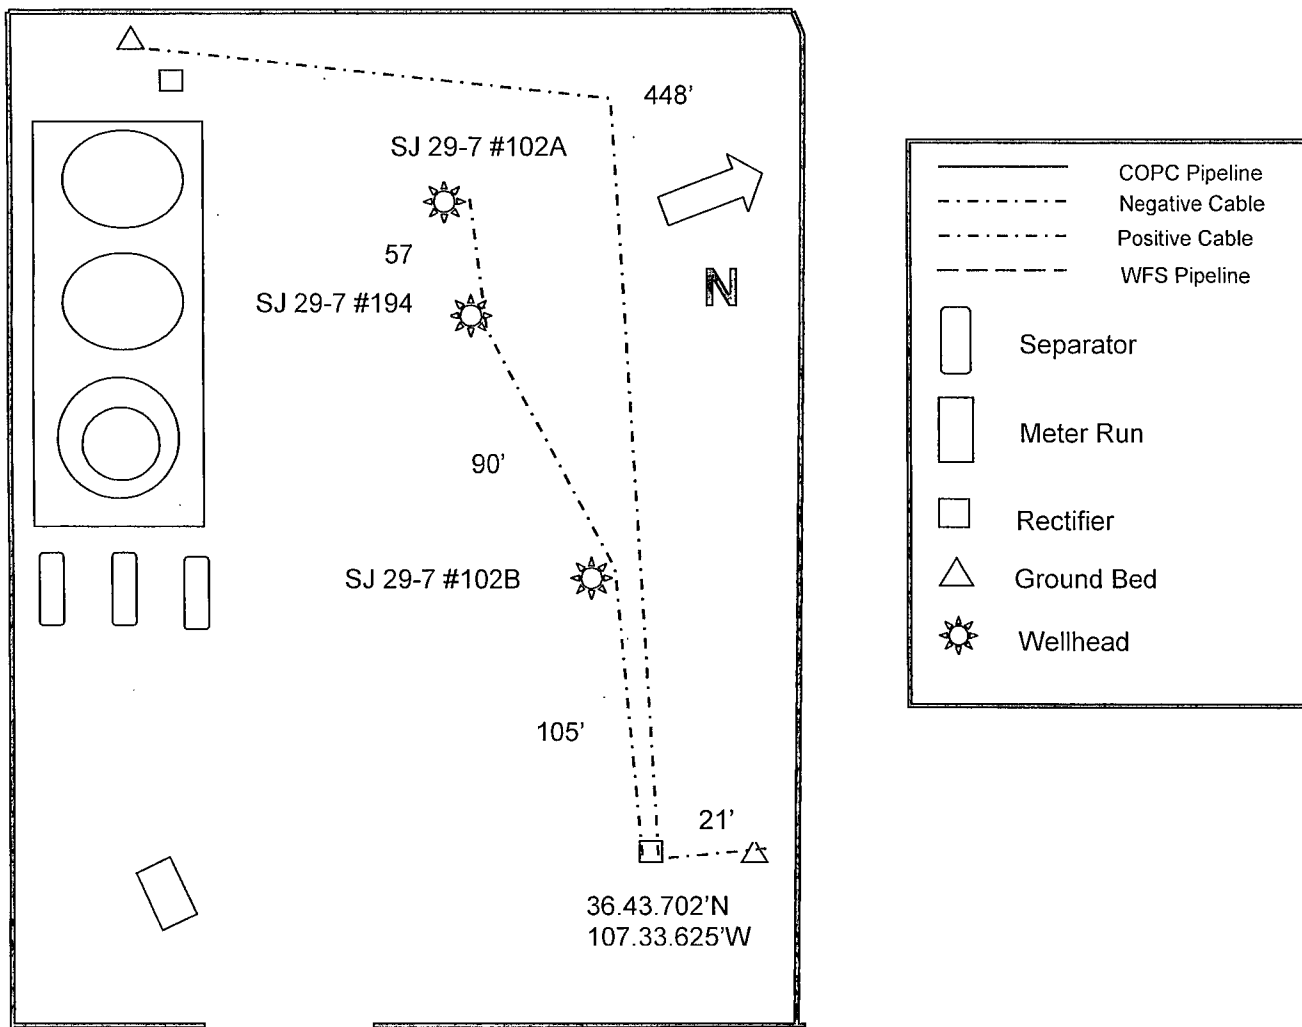 448'
SJ 29-7 #102A
57
SJ 29-7 #194
N
90'
SJ 29-7 #102B
105'
21'
36.43.702'N
107.33.625'W
COPC Pipeline
Negative Cable
Positive Cable
WFS Pipeline
Separator
Meter Run
Rectifier
Ground Bed
Wellhead